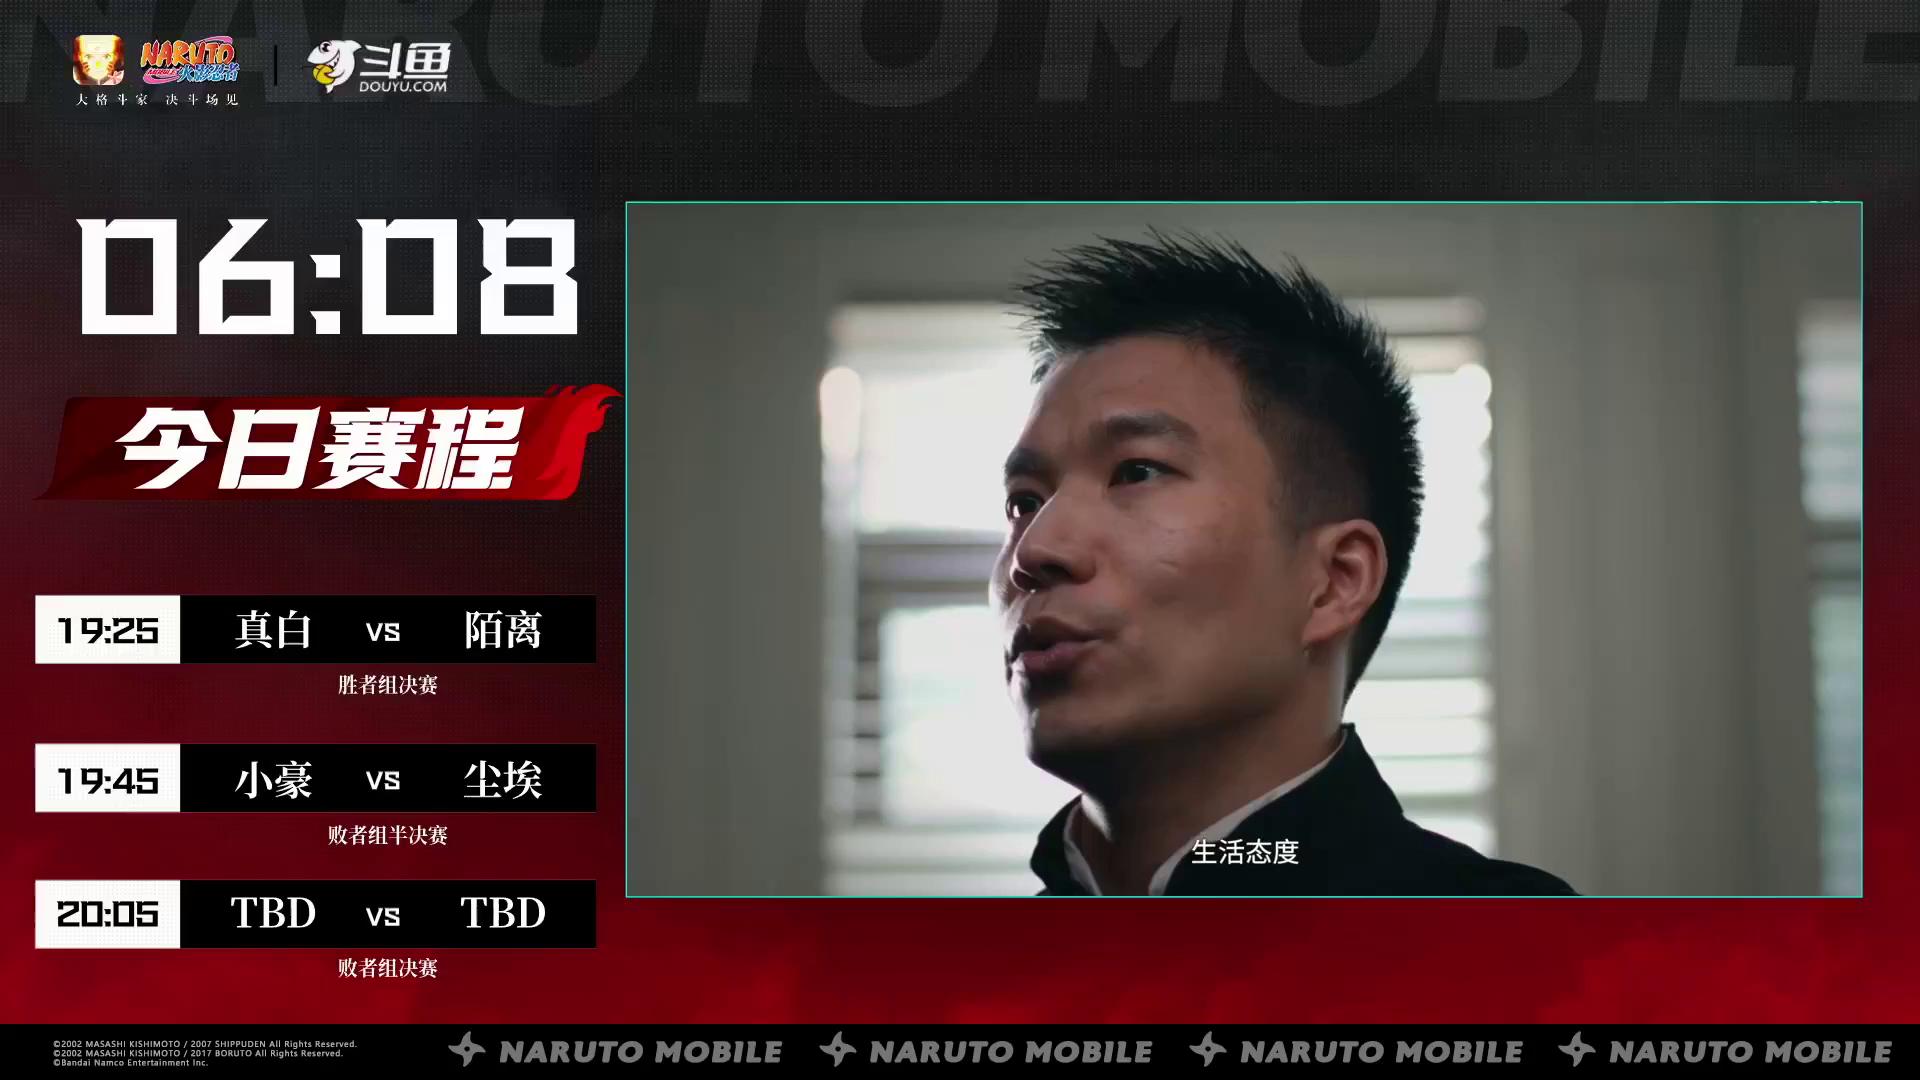 NARUTO MOBILE
NARUTO
MOBILE 火影忍者
大格斗家 决斗场见
斗鱼
DOUYU.COM
06:08
今日赛程
19:25 真白 VS 陌离
胜者组决赛
19:45 小豪 VS 尘埃
败者组半决赛
20:05 TBD VS TBD
败者组决赛
生活态度
©2002 MASASHI KISHIMOTO / 2007 SHIPPUDEN All Rights Reserved.
©2002 MASASHI KISHIMOTO / 2017 BORUTO All Rights Reserved.
©Bandai Namco Entertainment Inc.
NARUTO MOBILE NARUTO MOBILE NARUTO MOBILE NARUTO MOBILE